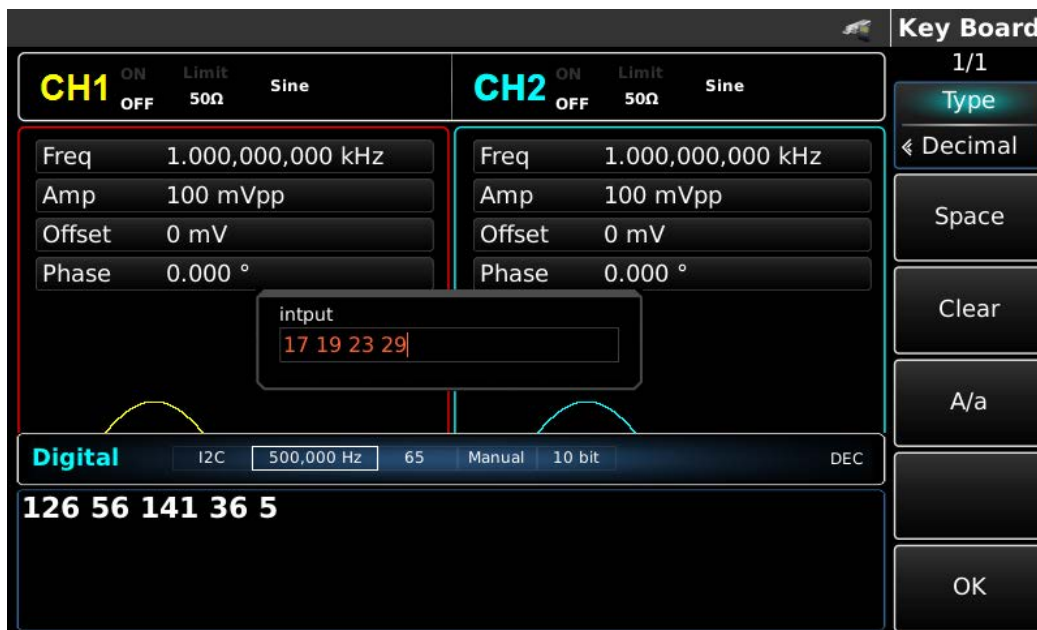 Key Board
1/1
CH1 ON OFF Limit 50Ω Sine
CH2 ON OFF Limit 50Ω Sine
Type
Decimal
Freq 1.000,000,000 kHz
Amp 100 mVpp
Offset 0 mV
Phase 0.000 °
Freq 1.000,000,000 kHz
Amp 100 mVpp
Offset 0 mV
Phase 0.000 °
Space
Clear
intput
17 19 23 29
A/a
Digital I2C 500,000 Hz 65 Manual 10 bit DEC
126 56 141 36 5
OK